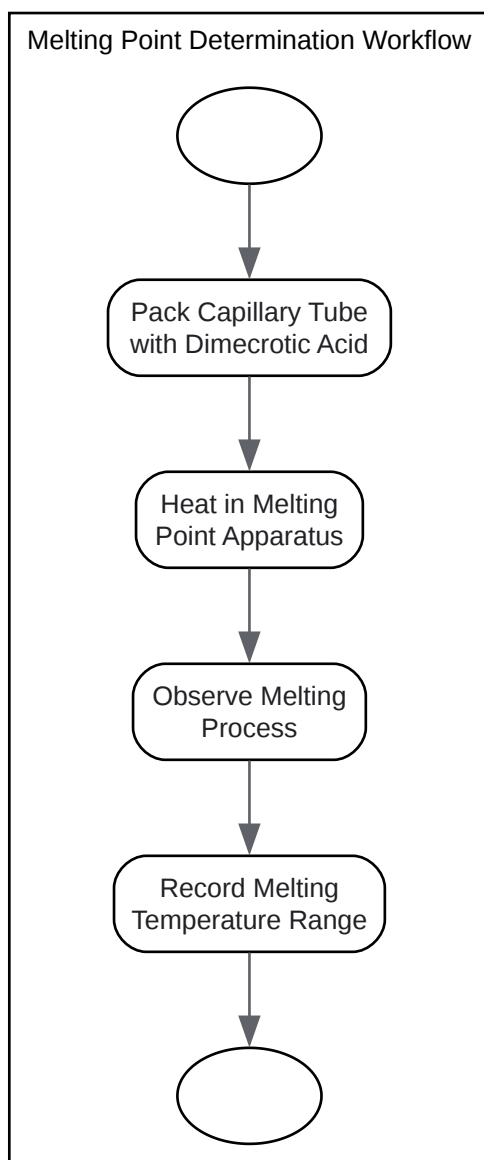 Melting Point Determination Workflow
Pack Capillary Tube
with Dimecrotic Acid
Heat in Melting
Point Apparatus
Observe Melting
Process
Record Melting
Temperature Range